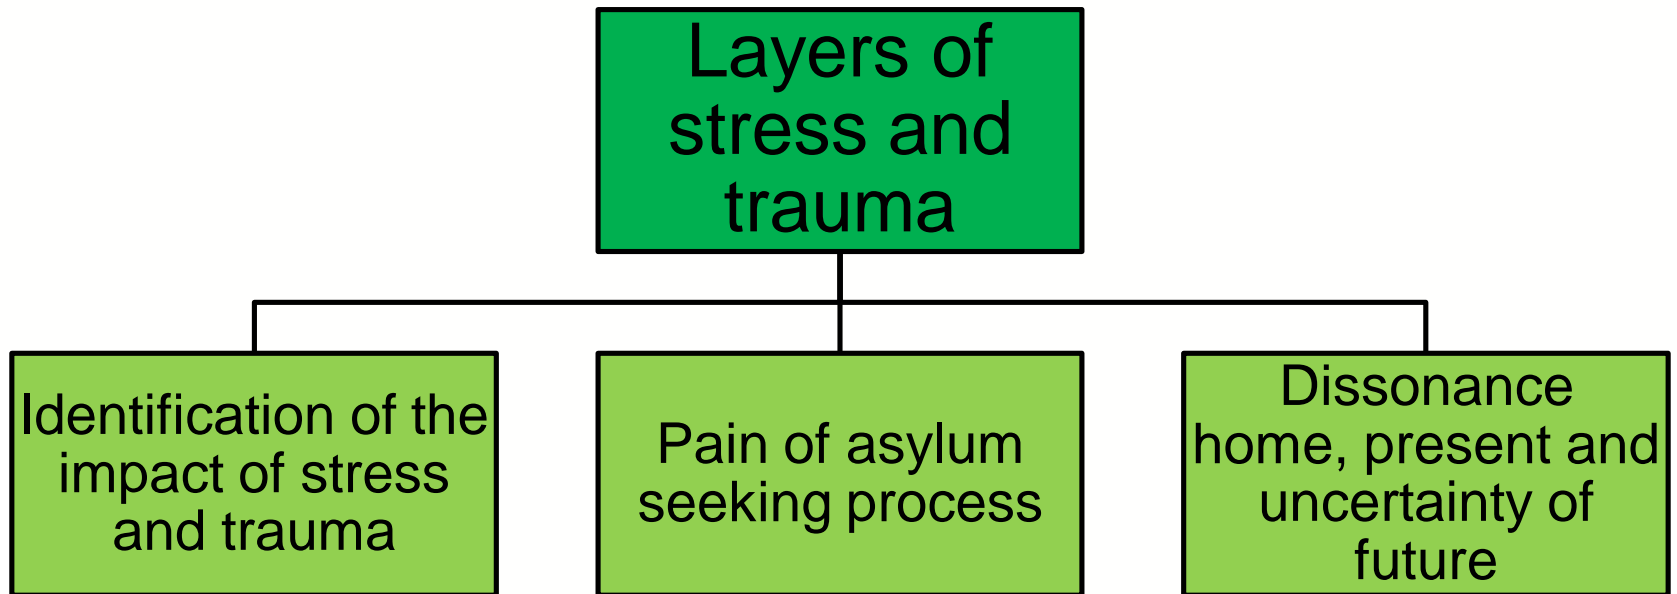 Layers of
stress and
trauma
Identification of the
impact of stress
and trauma
Pain of asylum
seeking process
Dissonance
home, present and
uncertainty of
future